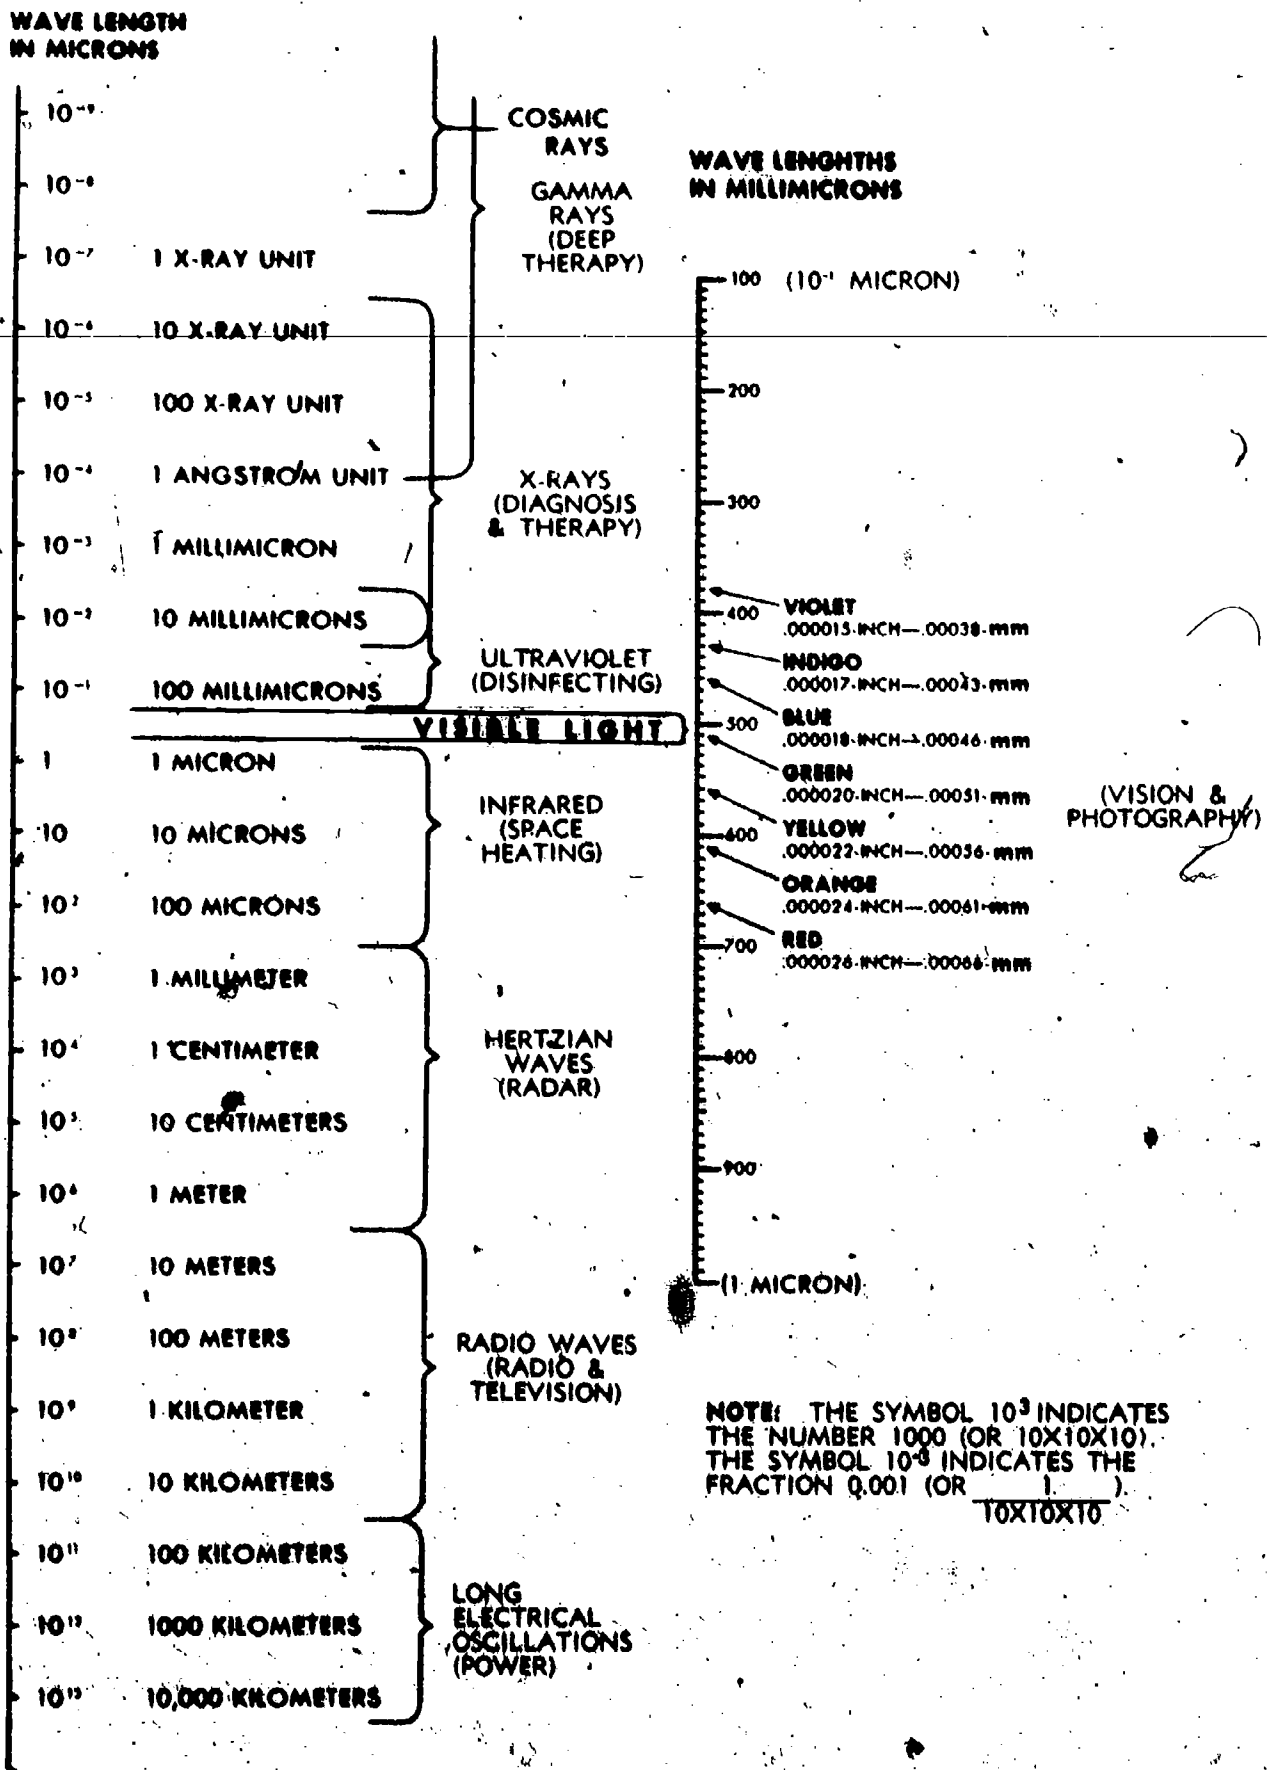 WAVE LENGTH
IN MICRONS
10⁻⁹
10⁻⁸
10⁻⁷ 1 X-RAY UNIT
10⁻⁶ 10 X-RAY UNIT
10⁻⁵ 100 X-RAY UNIT
10⁻⁴ 1 ANGSTROM UNIT
10⁻³ 1 MILLIMICRON
10⁻² 10 MILLIMICRONS
10⁻¹ 100 MILLIMICRONS
1 1 MICRON
10 10 MICRONS
10² 100 MICRONS
10³ 1 MILLIMETER
10⁴ 1 CENTIMETER
10⁵ 10 CENTIMETERS
10⁶ 1 METER
10⁷ 10 METERS
10⁸ 100 METERS
10⁹ 1 KILOMETER
10¹⁰ 10 KILOMETERS
10¹¹ 100 KILOMETERS
10¹² 1000 KILOMETERS
10¹³ 10,000 KILOMETERS
COSMIC
RAYS
GAMMA
RAYS
(DEEP
THERAPY)
X-RAYS
(DIAGNOSIS
& THERAPY)
ULTRAVIOLET
(DISINFECTING)
VISIBLE LIGHT
INFRARED
(SPACE
HEATING)
HERTZIAN
WAVES
(RADAR)
RADIO WAVES
(RADIO &
TELEVISION)
LONG
ELECTRICAL
OSCILLATIONS
(POWER)
WAVE LENGHTHS
IN MILLIMICRONS
100 (10⁻¹ MICRON)
200
300
400
500
600
700
800
900
(1 MICRON)
VIOLET
.000015-INCH—.00038-mm
INDIGO
.000017-INCH—.00043-mm
BLUE
.000018-INCH—.00046-mm
GREEN
.000020-INCH—.00051-mm
YELLOW
.000022-INCH—.00056-mm
ORANGE
.000024-INCH—.00061-mm
RED
.000026-INCH—.00066-mm
(VISION &
PHOTOGRAPHY)
NOTE: THE SYMBOL 10³ INDICATES
THE NUMBER 1000 (OR 10X10X10).
THE SYMBOL 10⁻³ INDICATES THE
FRACTION 0.001 (OR 1 ).
10X10X10